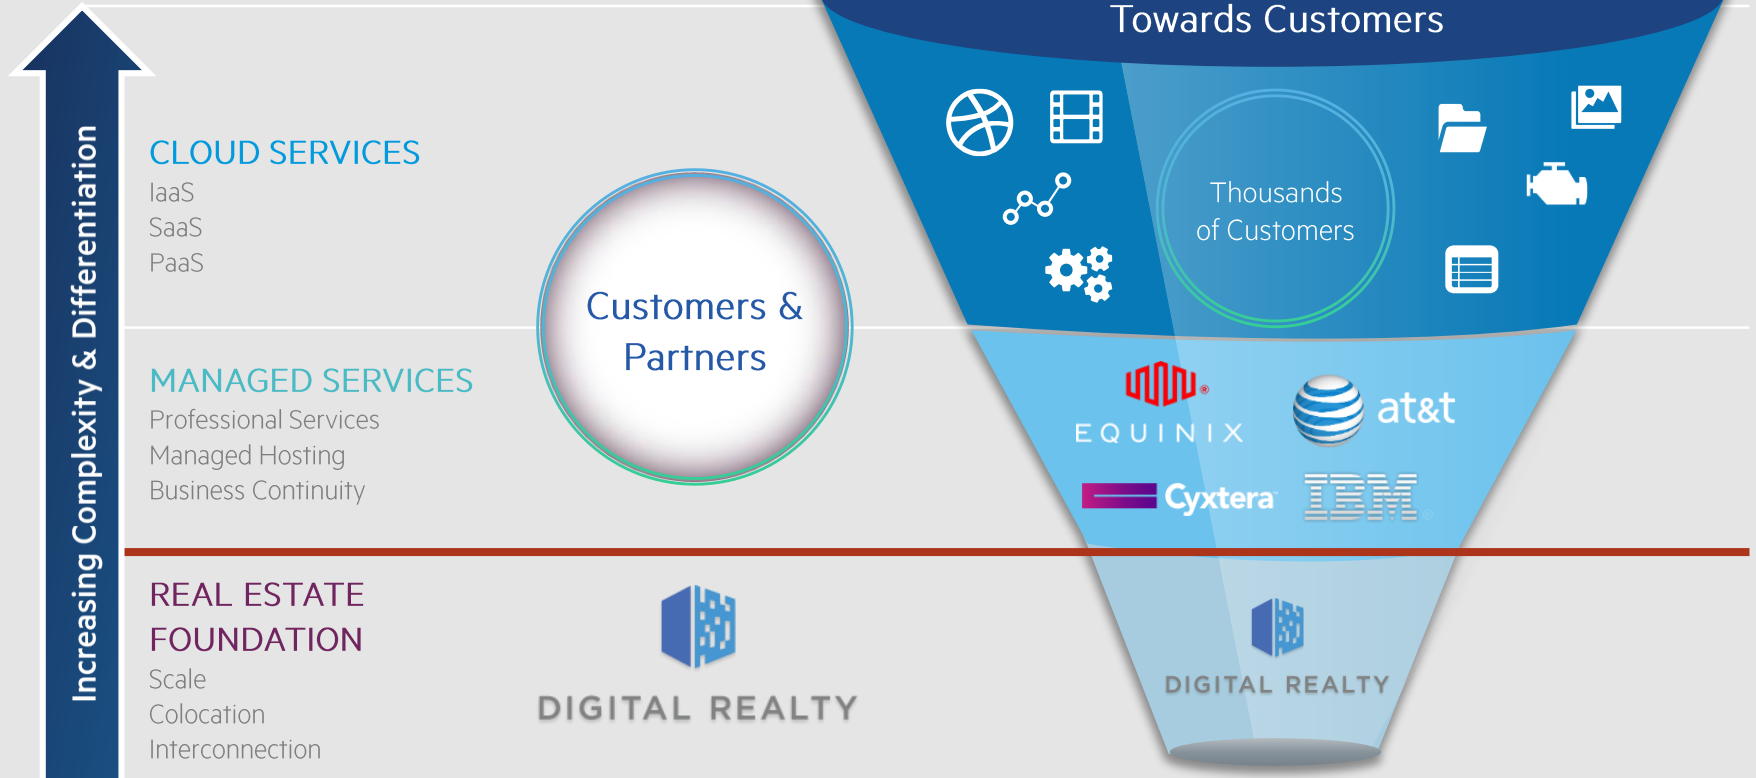 Towards Customers
Increasing Complexity & Differentiation
CLOUD SERVICES
IaaS
SaaS
PaaS
Customers &
Partners
Thousands
of Customers
MANAGED SERVICES
Professional Services
Managed Hosting
Business Continuity
EQUINIX®
at&t
Cyxtera™
IBM®
REAL ESTATE
FOUNDATION
Scale
Colocation
Interconnection
DIGITAL REALTY
DIGITAL REALTY